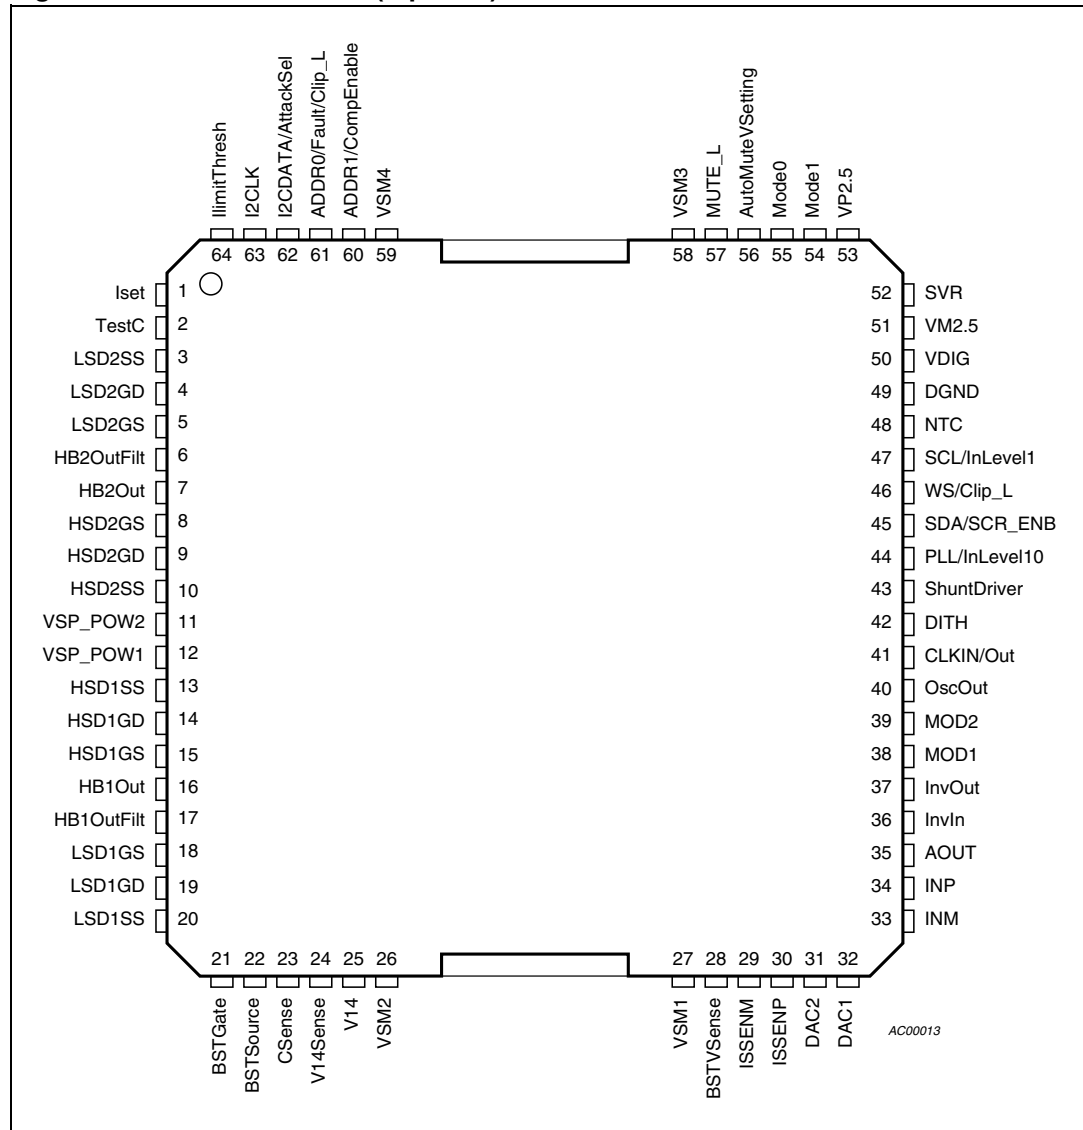 IlimitThresh
I2CLK
I2CDATA/AttackSel
ADDR0/Fault/Clip_L
ADDR1/CompEnable
VSM4
VSM3
MUTE_L
AutoMuteVSetting
Mode0
Mode1
VP2.5
64 63 62 61 60 59 58 57 56 55 54 53
Iset 1 52 SVR
TestC 2 51 VM2.5
LSD2SS 3 50 VDIG
LSD2GD 4 49 DGND
LSD2GS 5 48 NTC
HB2OutFilt 6 47 SCL/InLevel1
HB2Out 7 46 WS/Clip_L
HSD2GS 8 45 SDA/SCR_ENB
HSD2GD 9 44 PLL/InLevel10
HSD2SS 10 43 ShuntDriver
VSP_POW2 11 42 DITH
VSP_POW1 12 41 CLKIN/Out
HSD1SS 13 40 OscOut
HSD1GD 14 39 MOD2
HSD1GS 15 38 MOD1
HB1Out 16 37 InvOut
HB1OutFilt 17 36 InvIn
LSD1GS 18 35 AOUT
LSD1GD 19 34 INP
LSD1SS 20 33 INM
21 22 23 24 25 26 27 28 29 30 31 32
BSTGate
BSTSource
CSense
V14Sense
V14
VSM2
VSM1
BSTVSense
ISSENM
ISSENP
DAC2
DAC1
AC00013